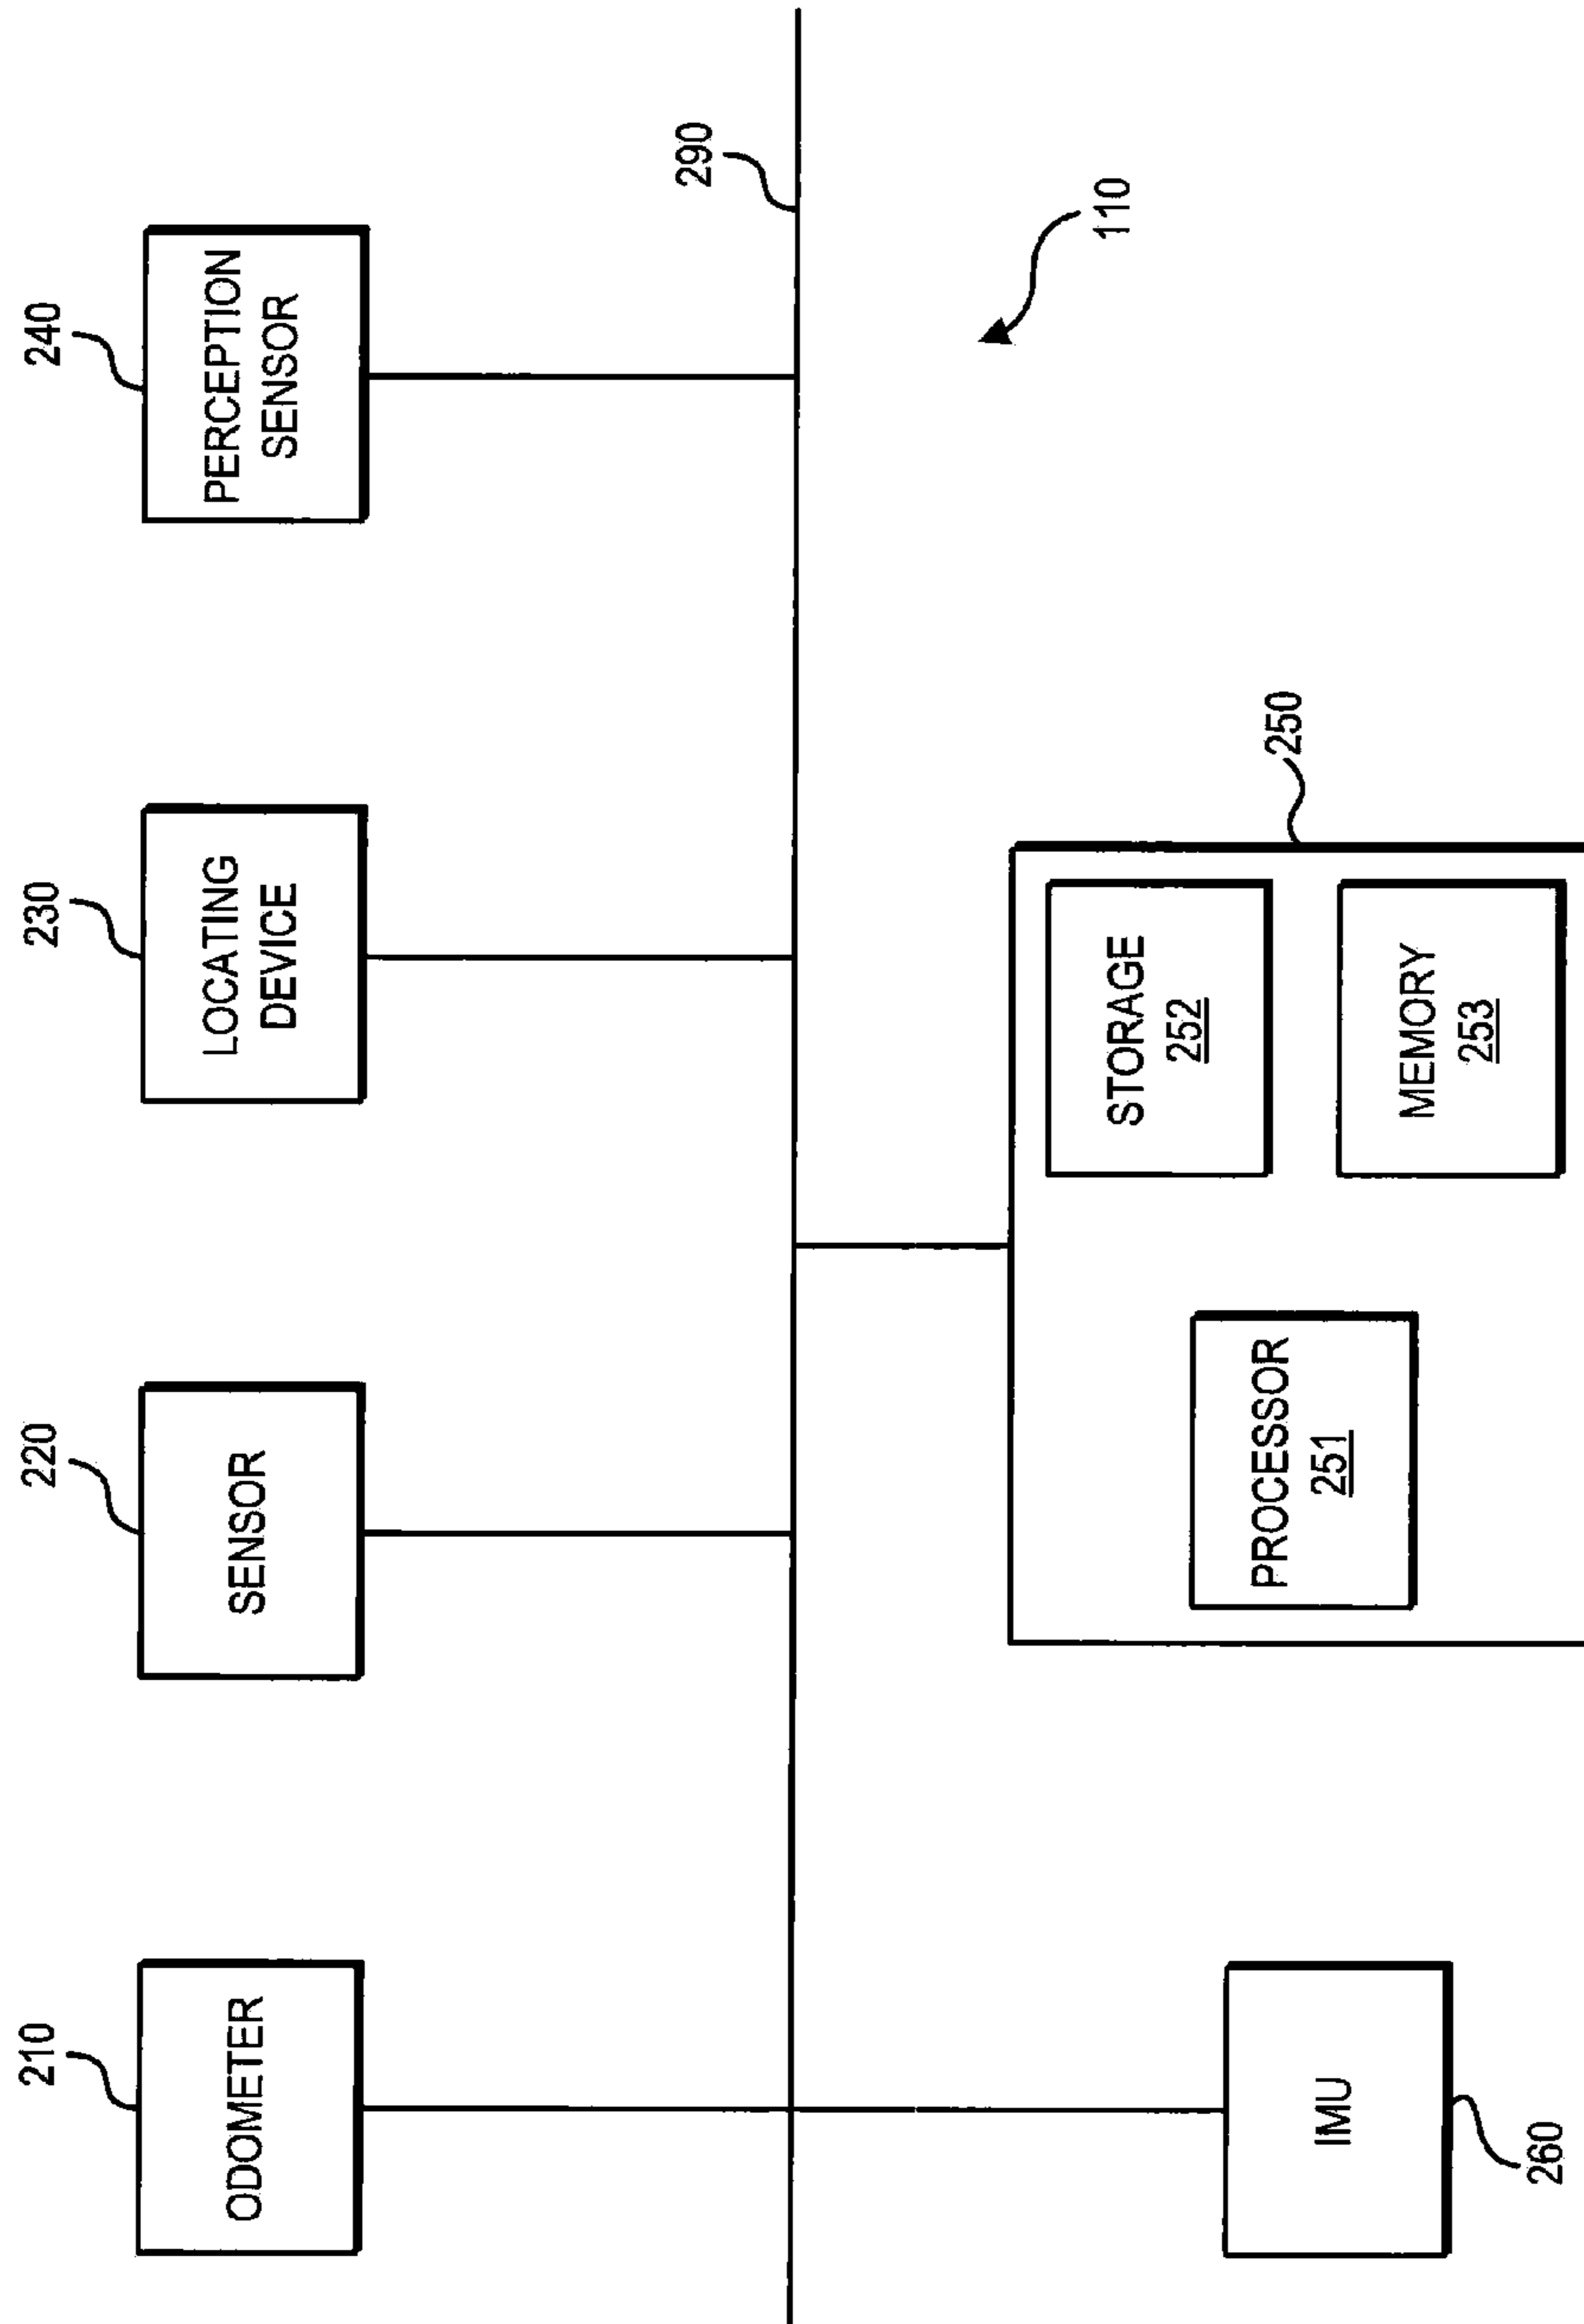 210
ODOMETER
220
SENSOR
230
LOCATING
DEVICE
240
PERCEPTION
SENSOR
290
110
250
PROCESSOR
251
STORAGE
252
MEMORY
253
IMU
260